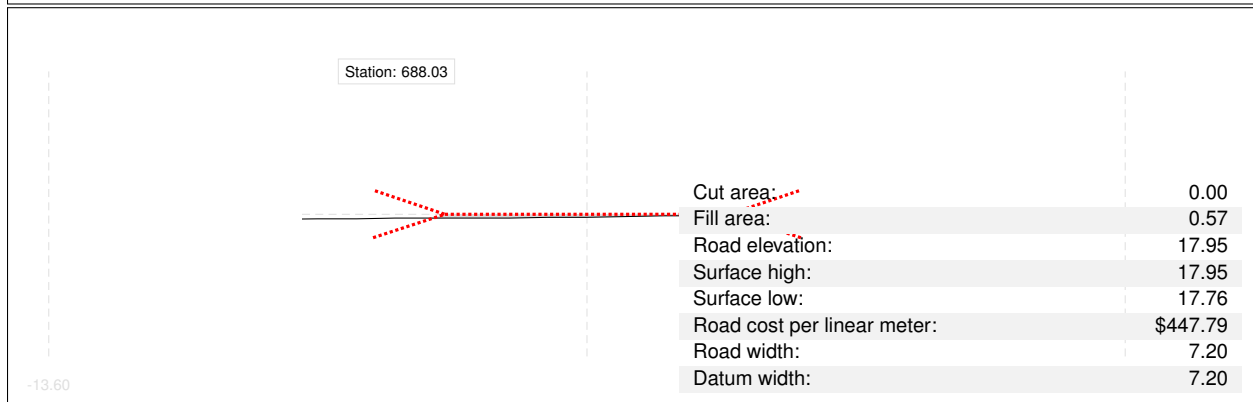 Station: 688.03
Cut area: 0.00
Fill area: 0.57
Road elevation: 17.95
Surface high: 17.95
Surface low: 17.76
Road cost per linear meter: $447.79
Road width: 7.20
Datum width: 7.20
-13.60